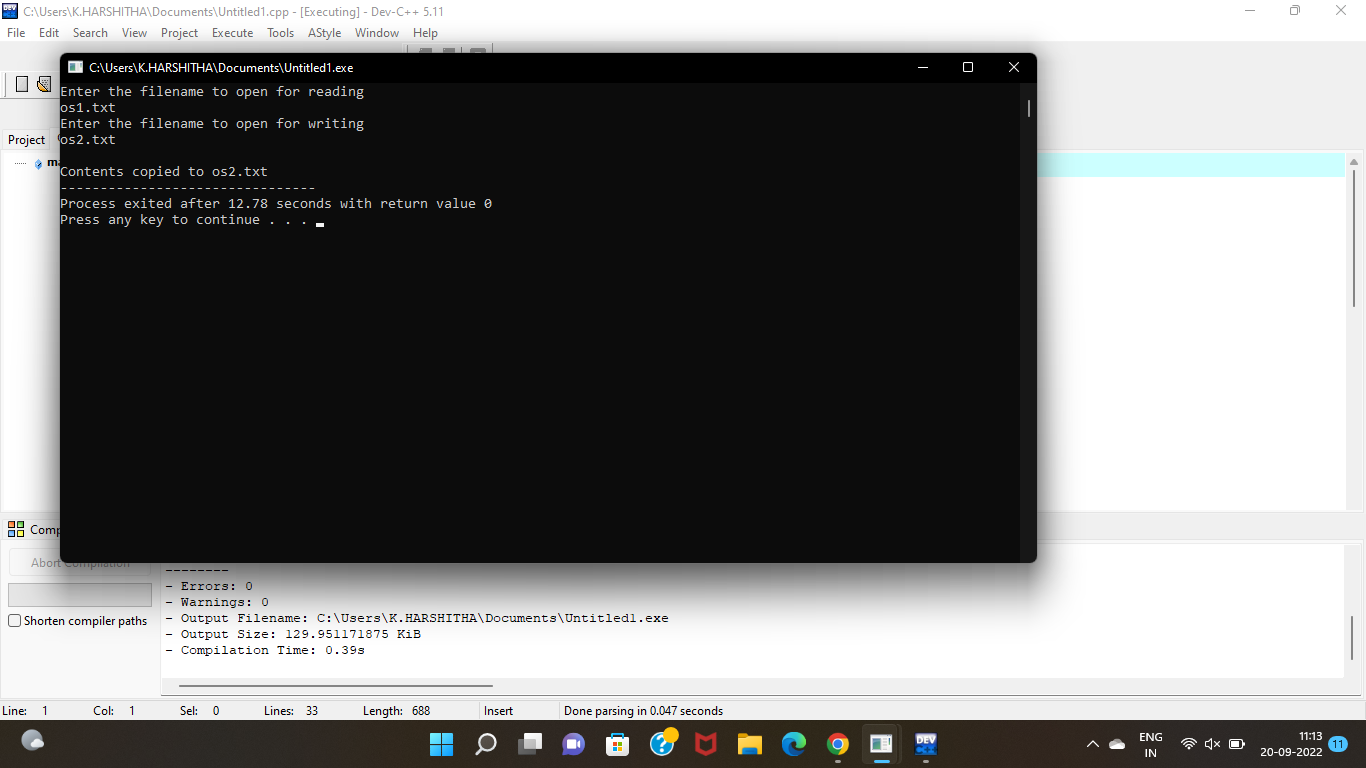 C:\Users\K.HARSHITHA\Documents\Untitled1.cpp - [Executing] - Dev-C++ 5.11
File Edit Search View Project Execute Tools AStyle Window Help
C:\Users\K.HARSHITHA\Documents\Untitled1.exe
Enter the filename to open for reading
os1.txt
Enter the filename to open for writing
os2.txt
Contents copied to os2.txt
--------------------------------
Process exited after 12.78 seconds with return value 0
Press any key to continue . . .
Project
Abort Compilation
Shorten compiler paths
--------
- Errors: 0
- Warnings: 0
- Output Filename: C:\Users\K.HARSHITHA\Documents\Untitled1.exe
- Output Size: 129.951171875 KiB
- Compilation Time: 0.39s
Line: 1 Col: 1 Sel: 0 Lines: 33 Length: 688 Insert Done parsing in 0.047 seconds
DEV
ENG
IN
11:13
20-09-2022
11